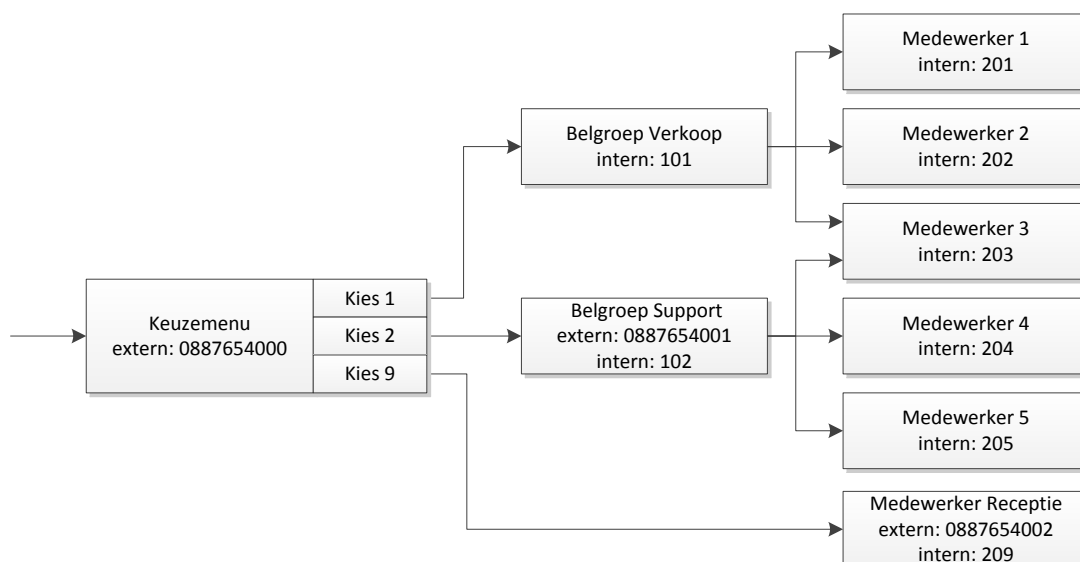 Keuzemenu
extern: 0887654000
Kies 1
Kies 2
Kies 9
Belgroep Verkoop
intern: 101
Belgroep Support
extern: 0887654001
intern: 102
Medewerker 1
intern: 201
Medewerker 2
intern: 202
Medewerker 3
intern: 203
Medewerker 4
intern: 204
Medewerker 5
intern: 205
Medewerker Receptie
extern: 0887654002
intern: 209